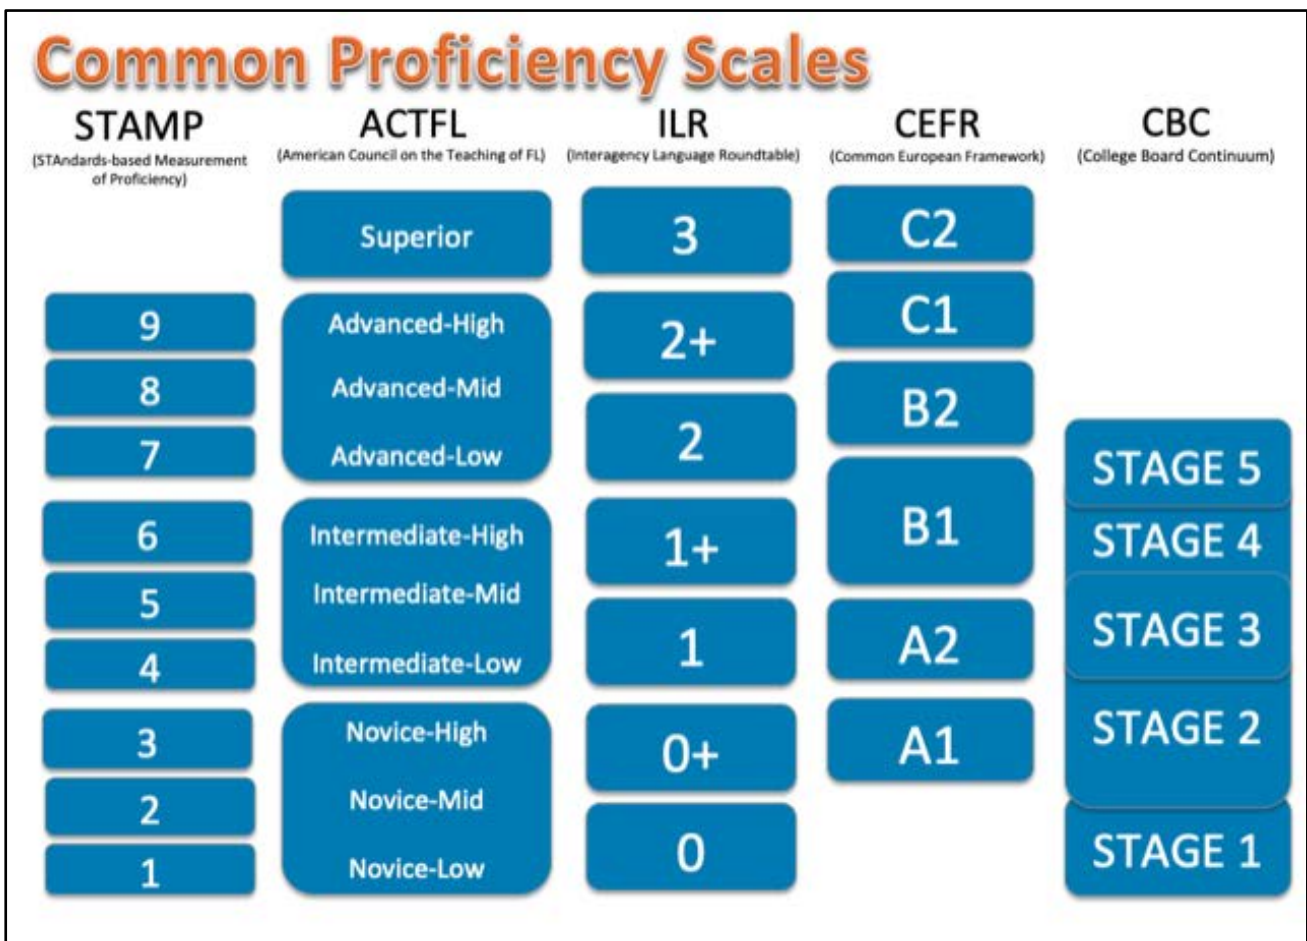 Common Proficiency Scales
STAMP
(STAndards-based Measurement
of Proficiency)
9
8
7
6
5
4
3
2
1
ACTFL
(American Council on the Teaching of FL)
Superior
Advanced-High
Advanced-Mid
Advanced-Low
Intermediate-High
Intermediate-Mid
Intermediate-Low
Novice-High
Novice-Mid
Novice-Low
ILR
(Interagency Language Roundtable)
3
2+
2
1+
1
0+
0
CEFR
(Common European Framework)
C2
C1
B2
B1
A2
A1
CBC
(College Board Continuum)
STAGE 5
STAGE 4
STAGE 3
STAGE 2
STAGE 1